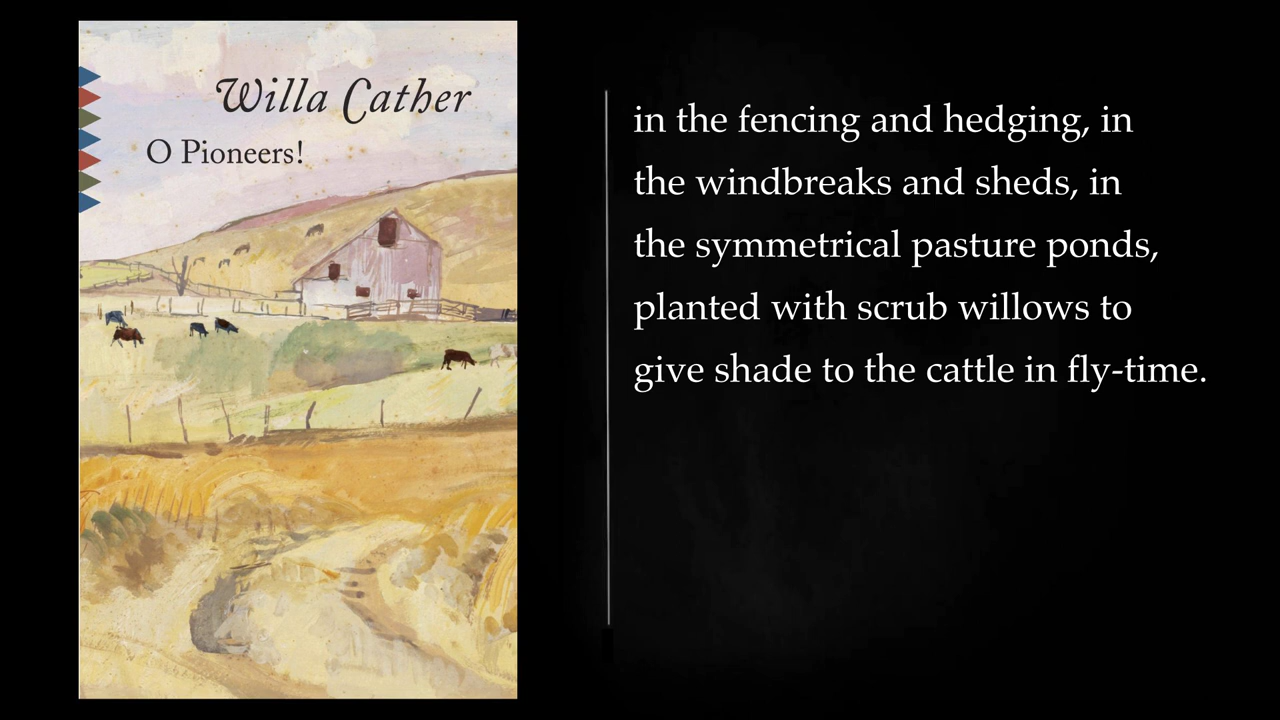 Willa Cather
O Pioneers!
in the fencing and hedging, in
the windbreaks and sheds, in
the symmetrical pasture ponds,
planted with scrub willows to
give shade to the cattle in fly-time.